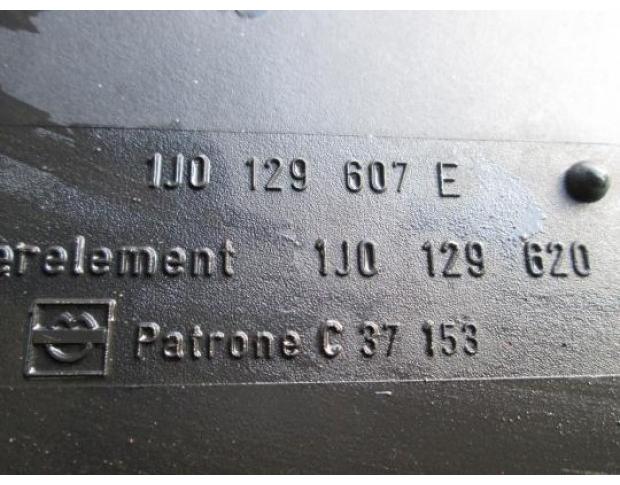 1J0 129 607 E
erelement 1J0 129 620
Patrone C 37 153